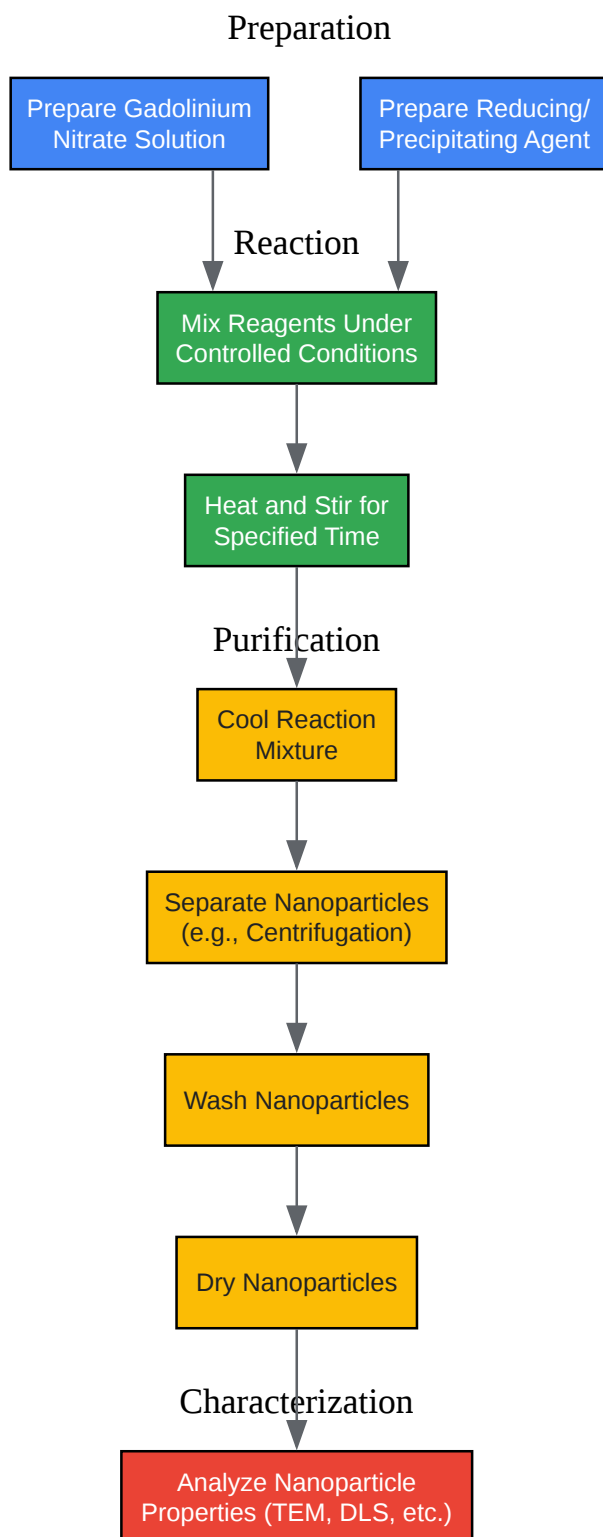 Preparation
Prepare Gadolinium
Nitrate Solution
Prepare Reducing/
Precipitating Agent
Reaction
Mix Reagents Under
Controlled Conditions
Heat and Stir for
Specified Time
Purification
Cool Reaction
Mixture
Separate Nanoparticles
(e.g., Centrifugation)
Wash Nanoparticles
Dry Nanoparticles
Characterization
Analyze Nanoparticle
Properties (TEM, DLS, etc.)